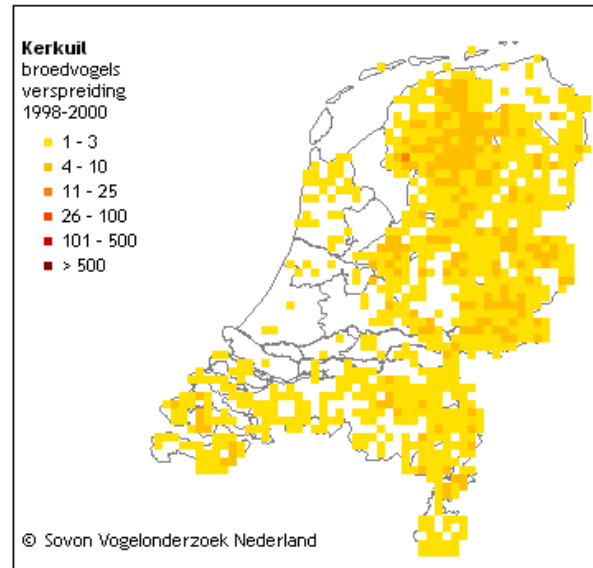 Kerkuil
broedvogels
verspreiding
1998-2000
1 - 3
4 - 10
11 - 25
26 - 100
101 - 500
> 500
© Sovon Vogelonderzoek Nederland